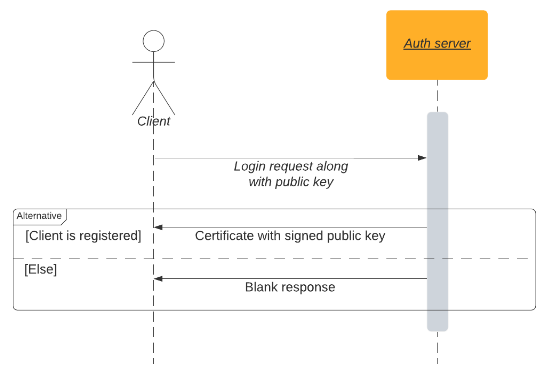 Auth server
Client
Login request along
with public key
Alternative
[Client is registered]
Certificate with signed public key
[Else]
Blank response